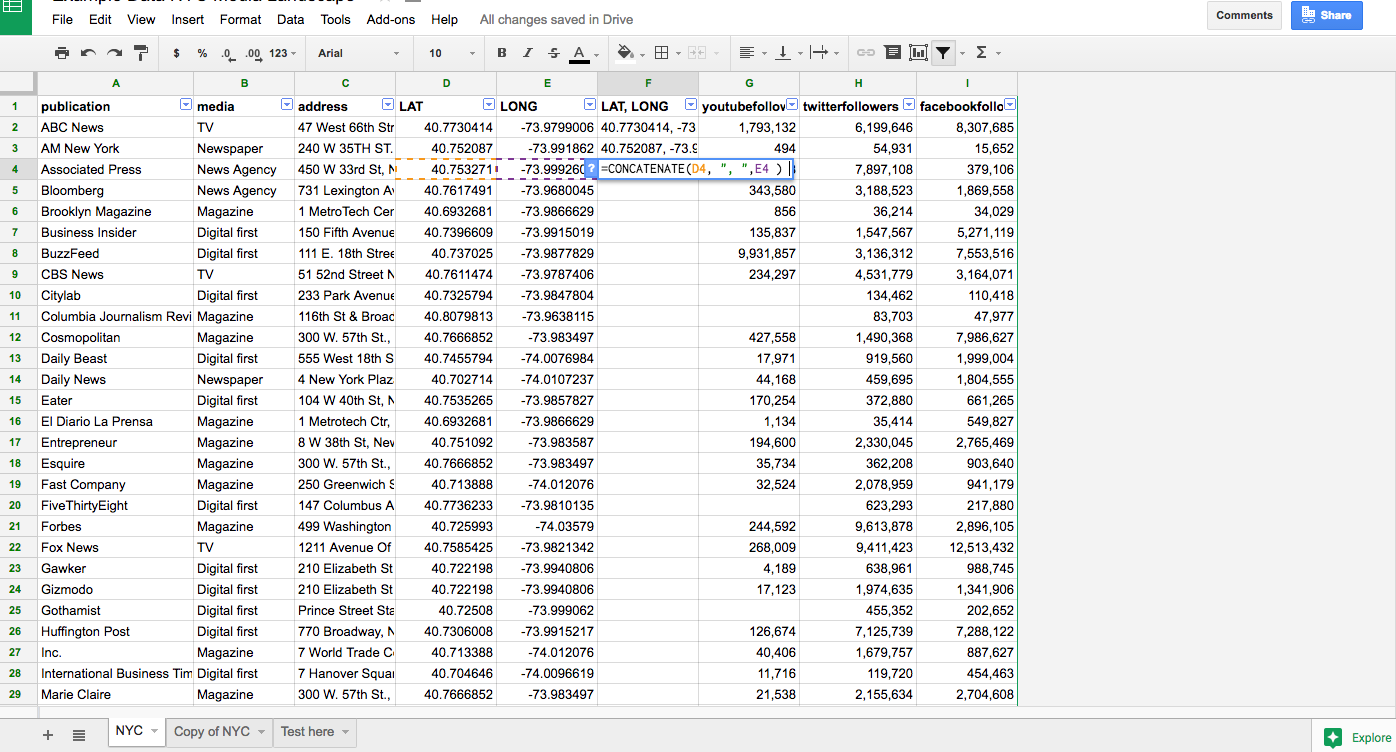 File Edit View Insert Format Data Tools Add-ons Help All changes saved in Drive Comments Share
$ % .0 .00 123 Arial 10 B I S A Σ
A B C D E F G H I
1 publication media address LAT LONG LAT, LONG youtubefollov twitterfollowers facebookfollo
2 ABC News TV 47 West 66th Str 40.7730414 -73.9799006 40.7730414, -73 1,793,132 6,199,646 8,307,685
3 AM New York Newspaper 240 W 35TH ST. 40.752087 -73.991862 40.752087, -73.9 494 54,931 15,652
4 Associated Press News Agency 450 W 33rd St, N 40.753271 -73.999260 ? =CONCATENATE(D4, ", ",E4 ) 7,897,108 379,106
5 Bloomberg News Agency 731 Lexington Av 40.7617491 -73.9680045 343,580 3,188,523 1,869,558
6 Brooklyn Magazine Magazine 1 MetroTech Cer 40.6932681 -73.9866629 856 36,214 34,029
7 Business Insider Digital first 150 Fifth Avenue 40.7396609 -73.9915019 135,837 1,547,567 5,271,119
8 BuzzFeed Digital first 111 E. 18th Stree 40.737025 -73.9877829 9,931,857 3,136,312 7,553,516
9 CBS News TV 51 52nd Street N 40.7611474 -73.9787406 234,297 4,531,779 3,164,071
10 Citylab Digital first 233 Park Avenue 40.7325794 -73.9847804 134,462 110,418
11 Columbia Journalism Revi Magazine 116th St & Broac 40.8079813 -73.9638115 83,703 47,977
12 Cosmopolitan Magazine 300 W. 57th St., 40.7666852 -73.983497 427,558 1,490,368 7,986,627
13 Daily Beast Digital first 555 West 18th S 40.7455794 -74.0076984 17,971 919,560 1,999,004
14 Daily News Newspaper 4 New York Plaz 40.702714 -74.0107237 44,168 459,695 1,804,555
15 Eater Digital first 104 W 40th St, N 40.7535265 -73.9857827 170,254 372,880 661,265
16 El Diario La Prensa Magazine 1 Metrotech Ctr, 40.6932681 -73.9866629 1,134 35,414 549,827
17 Entrepreneur Magazine 8 W 38th St, New 40.751092 -73.983587 194,600 2,330,045 2,765,469
18 Esquire Magazine 300 W. 57th St., 40.7666852 -73.983497 35,734 362,208 903,640
19 Fast Company Magazine 250 Greenwich S 40.713888 -74.012076 32,524 2,078,959 941,179
20 FiveThirtyEight Digital first 147 Columbus A 40.7736233 -73.9810135 623,293 217,880
21 Forbes Magazine 499 Washington 40.725993 -74.03579 244,592 9,613,878 2,896,105
22 Fox News TV 1211 Avenue Of 40.7585425 -73.9821342 268,009 9,411,423 12,513,432
23 Gawker Digital first 210 Elizabeth St 40.722198 -73.9940806 4,189 638,961 988,745
24 Gizmodo Digital first 210 Elizabeth St 40.722198 -73.9940806 17,123 1,974,635 1,341,906
25 Gothamist Digital first Prince Street Sta 40.72508 -73.999062 455,352 202,652
26 Huffington Post Digital first 770 Broadway, N 40.7306008 -73.9915217 126,674 7,125,739 7,288,122
27 Inc. Magazine 7 World Trade C 40.713388 -74.012076 40,406 1,679,757 887,627
28 International Business Tim Digital first 7 Hanover Squar 40.704646 -74.0096619 11,716 119,720 454,463
29 Marie Claire Magazine 300 W. 57th St., 40.7666852 -73.983497 21,538 2,155,634 2,704,608
NYC Copy of NYC Test here Explore